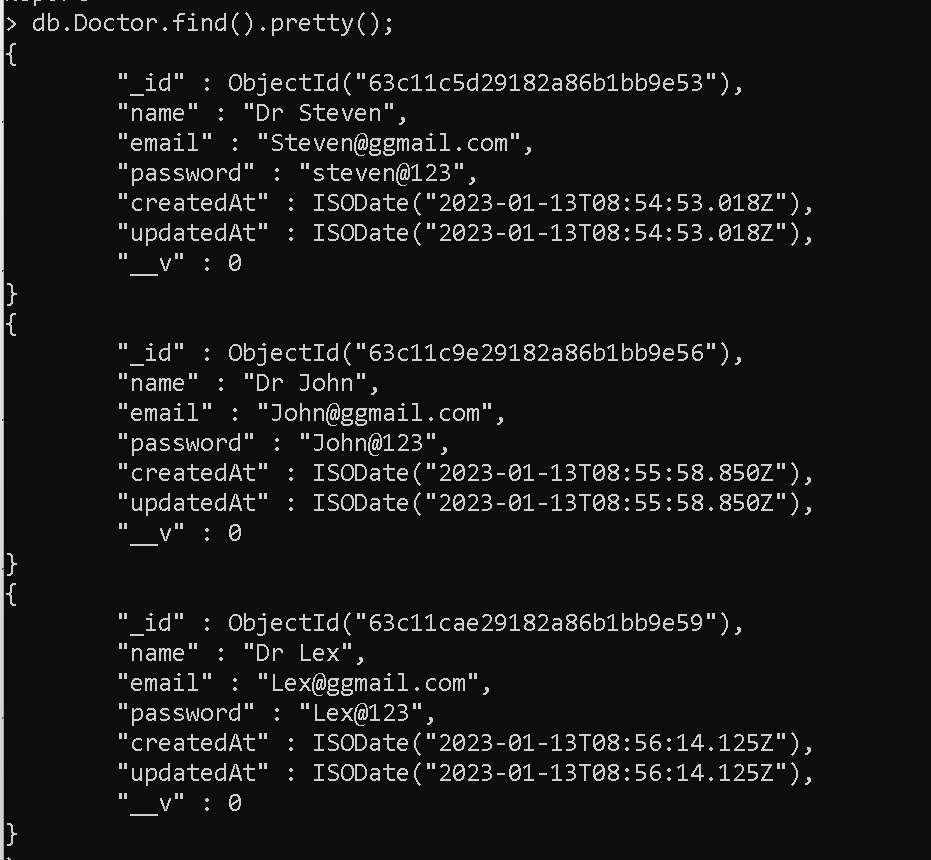 > db.Doctor.find().pretty();
{
"_id" : ObjectId("63c11c5d29182a86b1bb9e53"),
"name" : "Dr Steven",
"email" : "Steven@ggmail.com",
"password" : "steven@123",
"createdAt" : ISODate("2023-01-13T08:54:53.018Z"),
"updatedAt" : ISODate("2023-01-13T08:54:53.018Z"),
"__v" : 0
}
{
"_id" : ObjectId("63c11c9e29182a86b1bb9e56"),
"name" : "Dr John",
"email" : "John@ggmail.com",
"password" : "John@123",
"createdAt" : ISODate("2023-01-13T08:55:58.850Z"),
"updatedAt" : ISODate("2023-01-13T08:55:58.850Z"),
"__v" : 0
}
{
"_id" : ObjectId("63c11cae29182a86b1bb9e59"),
"name" : "Dr Lex",
"email" : "Lex@ggmail.com",
"password" : "Lex@123",
"createdAt" : ISODate("2023-01-13T08:56:14.125Z"),
"updatedAt" : ISODate("2023-01-13T08:56:14.125Z"),
"__v" : 0
}